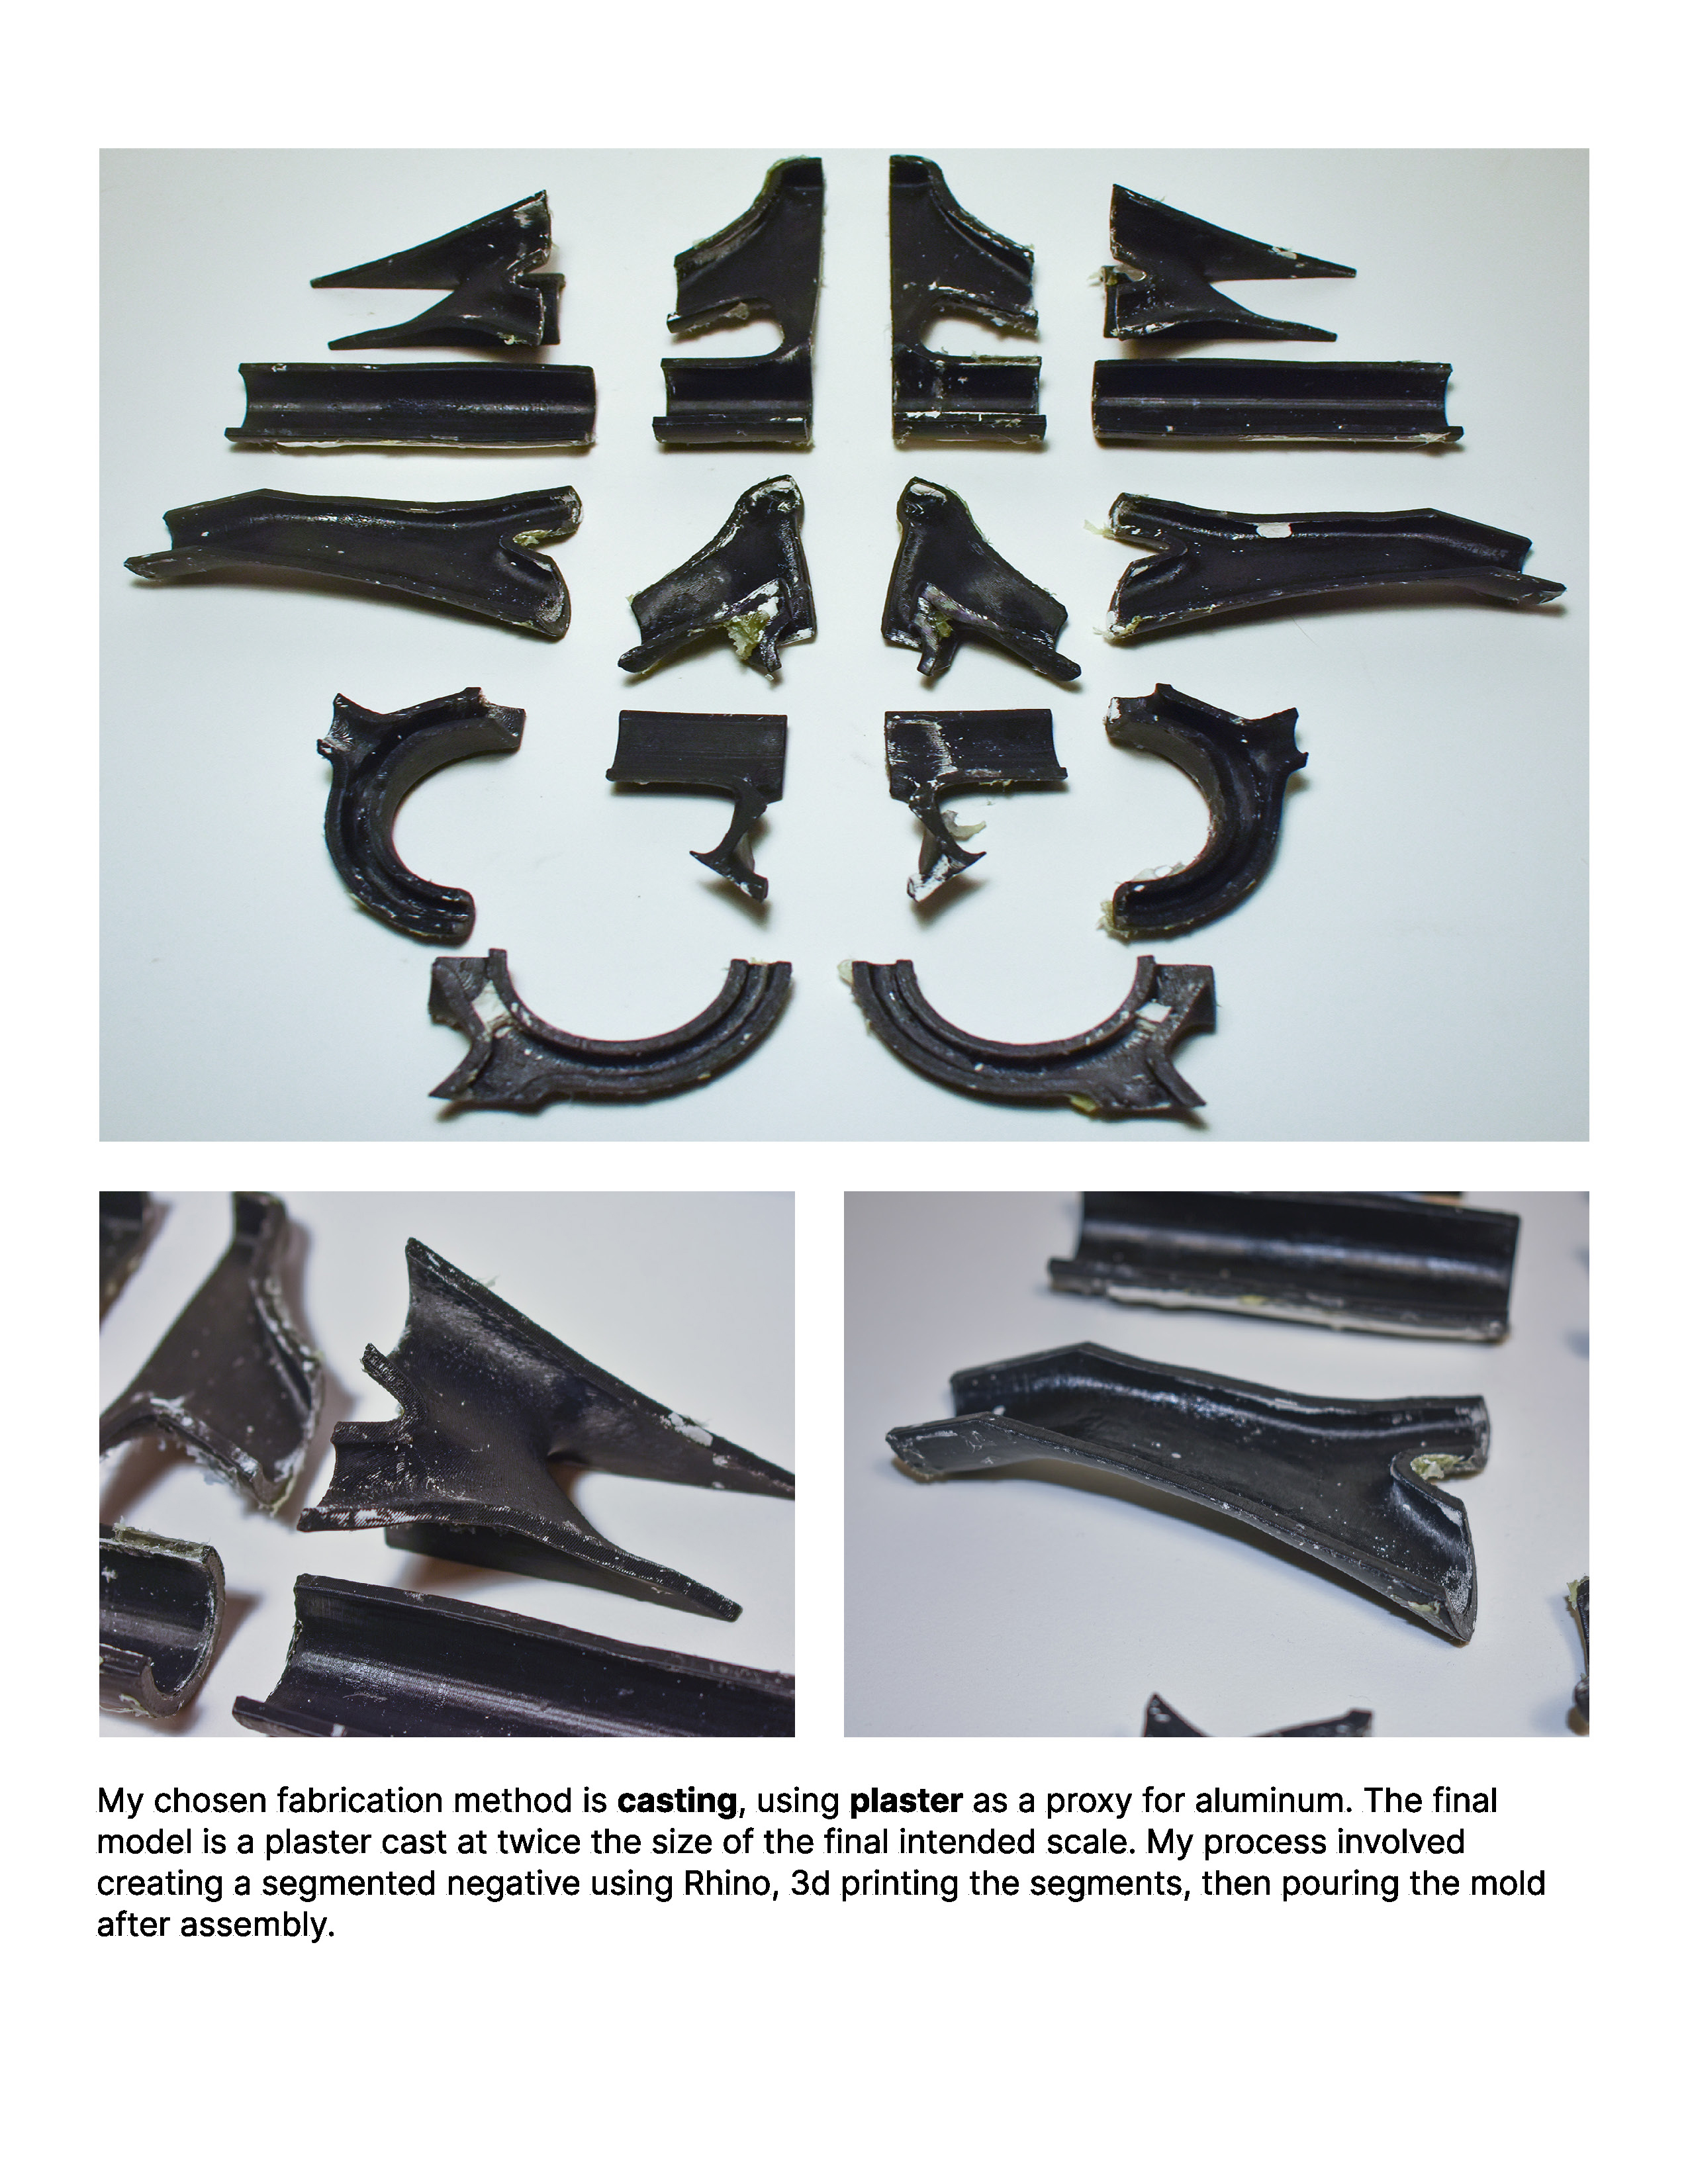 My chosen fabrication method is casting, using plaster as a proxy for aluminum. The final
model is a plaster cast at twice the size of the final intended scale. My process involved
creating a segmented negative using Rhino, 3d printing the segments, then pouring the mold
after assembly.